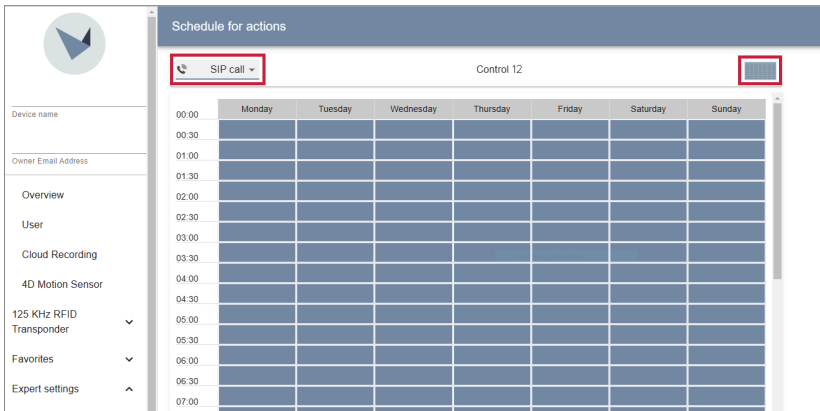 Schedule for actions
SIP call
Control 12
Device name
Owner Email Address
Overview
User
Cloud Recording
4D Motion Sensor
125 KHz RFID
Transponder
Favorites
Expert settings
Monday Tuesday Wednesday Thursday Friday Saturday Sunday
00:00
00:30
01:00
01:30
02:00
02:30
03:00
03:30
04:00
04:30
05:00
05:30
06:00
06:30
07:00